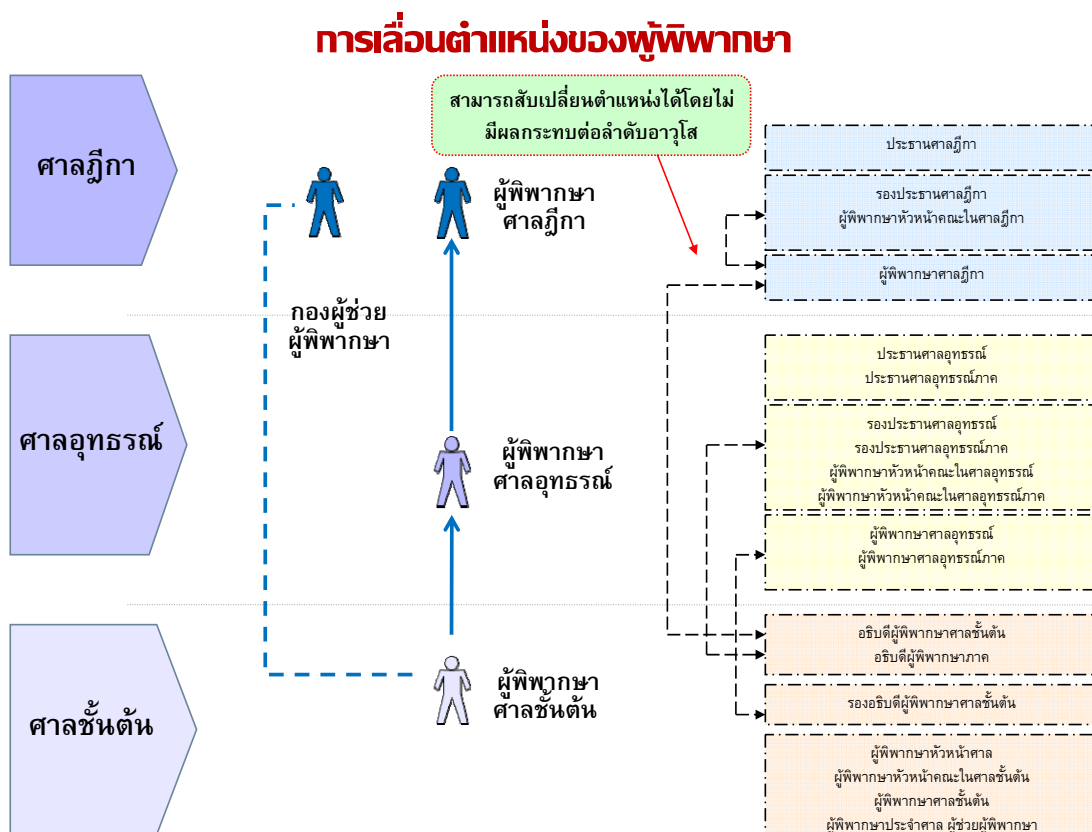 การเลื่อนตำแหน่งของผู้พิพากษา
สามารถสับเปลี่ยนตำแหน่งได้โดยไม่
มีผลกระทบต่อลำดับอาวุโส
ศาลฎีกา
ผู้พิพากษา
ศาลฎีกา
กองผู้ช่วย
ผู้พิพากษา
ประธานศาลฎีกา
รองประธานศาลฎีกา
ผู้พิพากษาหัวหน้าคณะในศาลฎีกา
ผู้พิพากษาศาลฎีกา
ศาลอุทธรณ์
ผู้พิพากษา
ศาลอุทธรณ์
ประธานศาลอุทธรณ์
ประธานศาลอุทธรณ์ภาค
รองประธานศาลอุทธรณ์
รองประธานศาลอุทธรณ์ภาค
ผู้พิพากษาหัวหน้าคณะในศาลอุทธรณ์
ผู้พิพากษาหัวหน้าคณะในศาลอุทธรณ์ภาค
ผู้พิพากษาศาลอุทธรณ์
ผู้พิพากษาศาลอุทธรณ์ภาค
ศาลชั้นต้น
ผู้พิพากษา
ศาลชั้นต้น
อธิบดีผู้พิพากษาศาลชั้นต้น
อธิบดีผู้พิพากษาภาค
รองอธิบดีผู้พิพากษาศาลชั้นต้น
ผู้พิพากษาหัวหน้าศาล
ผู้พิพากษาหัวหน้าคณะในศาลชั้นต้น
ผู้พิพากษาศาลชั้นต้น
ผู้พิพากษาประจำศาล ผู้ช่วยผู้พิพากษา